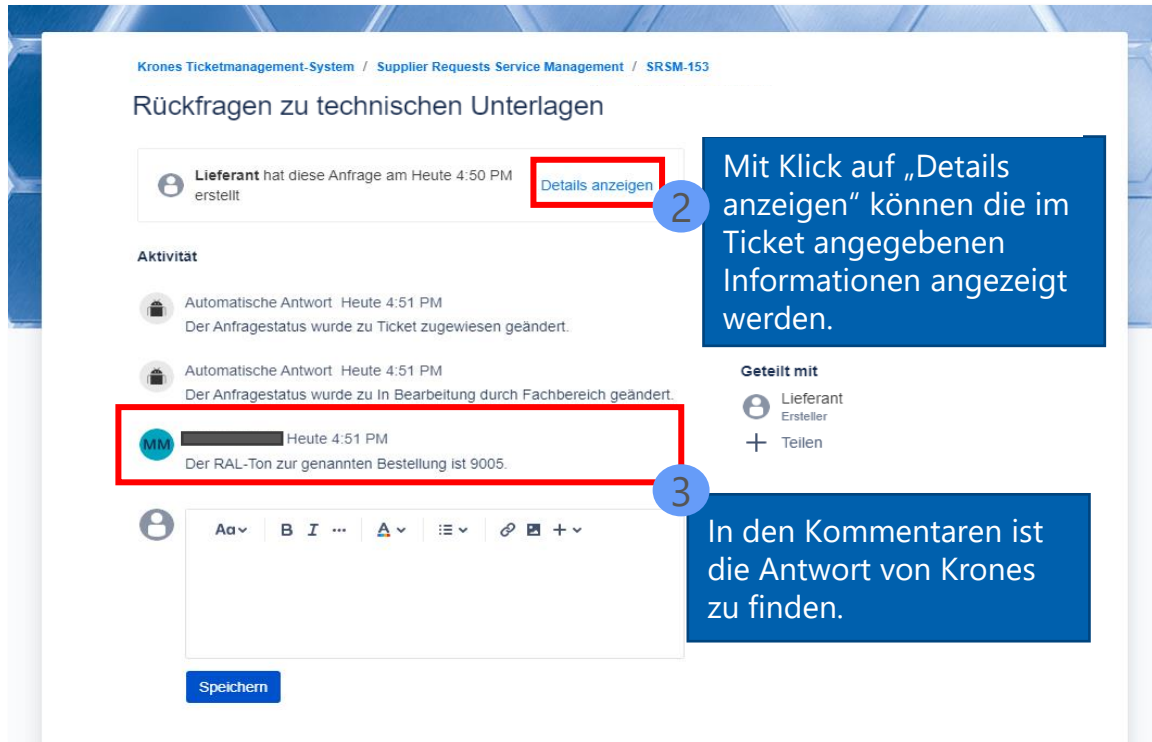 Krones Ticketmanagement-System / Supplier Requests Service Management / SRSM-153
Rückfragen zu technischen Unterlagen
Lieferant hat diese Anfrage am Heute 4:50 PM
erstellt
Details anzeigen
2
Mit Klick auf „Details
anzeigen“ können die im
Ticket angegebenen
Informationen angezeigt
werden.
Aktivität
Automatische Antwort Heute 4:51 PM
Der Anfragestatus wurde zu Ticket zugewiesen geändert.
Automatische Antwort Heute 4:51 PM
Der Anfragestatus wurde zu In Bearbeitung durch Fachbereich geändert.
Geteilt mit
Lieferant
Ersteller
Teilen
MM
Heute 4:51 PM
Der RAL-Ton zur genannten Bestellung ist 9005.
3
In den Kommentaren ist
die Antwort von Krones
zu finden.
Aa B I ... A
Speichern